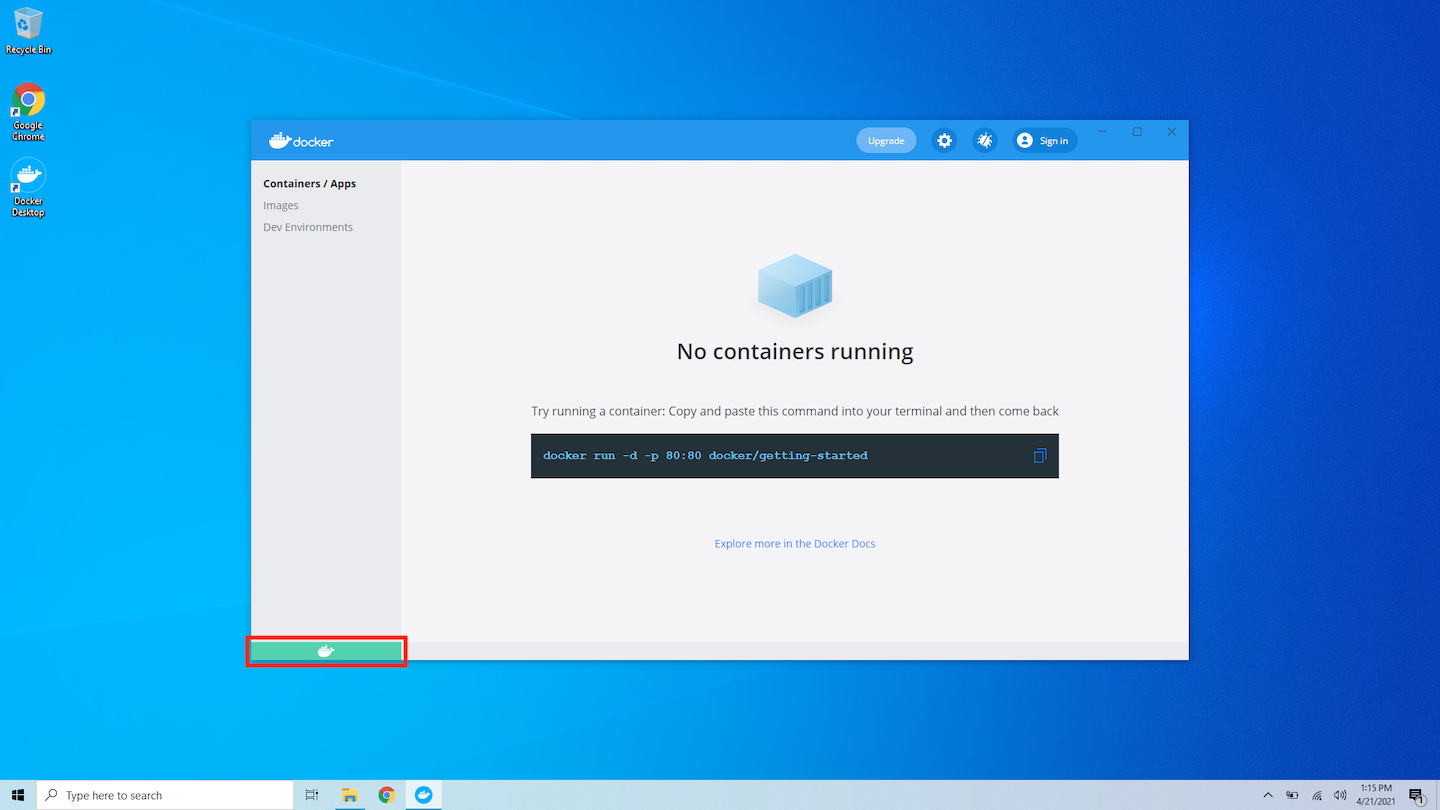 Recycle Bin
Google
Chrome
Docker
Desktop
docker
Upgrade
Sign in
Containers / Apps
Images
Dev Environments
No containers running
Try running a container: Copy and paste this command into your terminal and then come back
docker run -d -p 80:80 docker/getting-started
Explore more in the Docker Docs
Type here to search
1:15 PM
4/21/2021
1